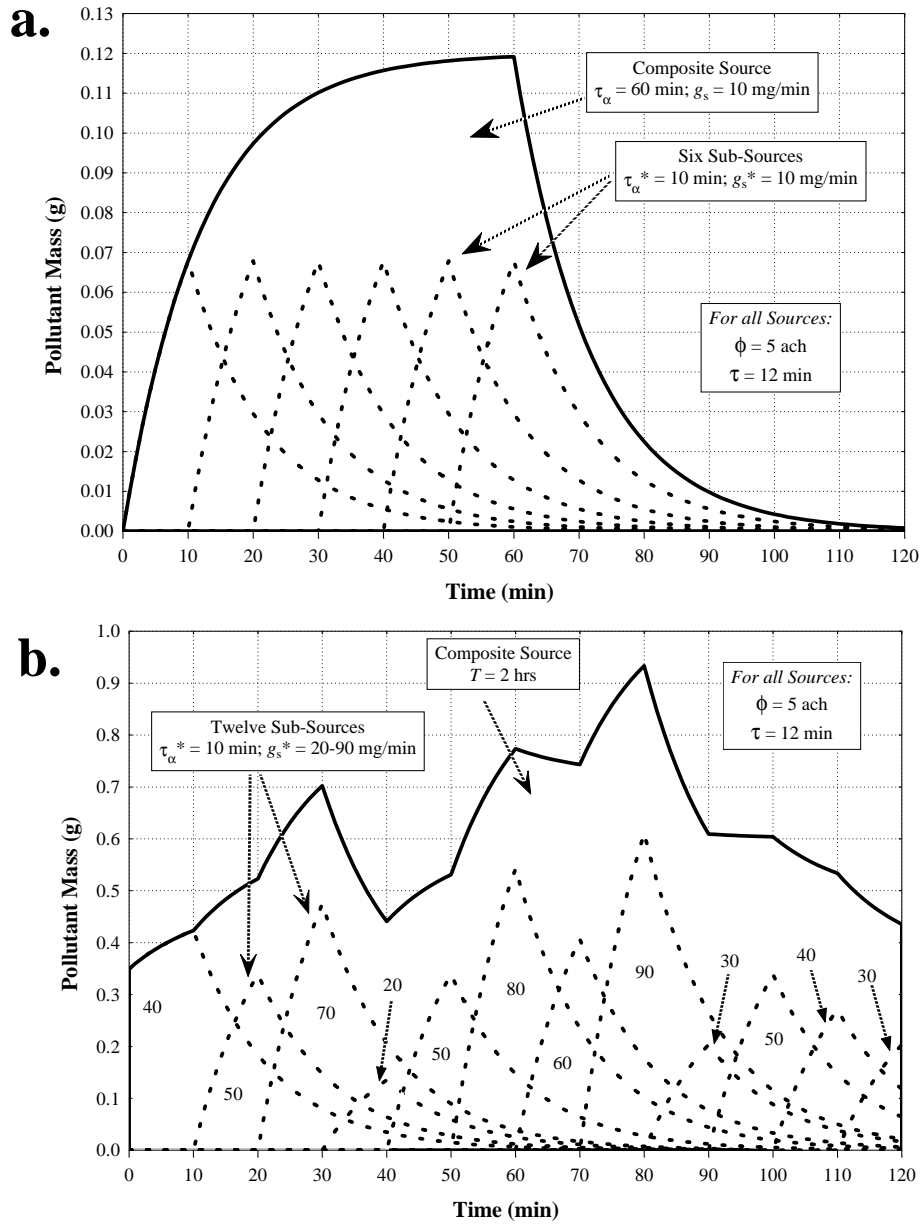 a.
0.13
0.12
0.11
0.10
0.09
0.08
0.07
0.06
0.05
0.04
0.03
0.02
0.01
0.00
Pollutant Mass (g)
Composite Source
τα = 60 min; gs = 10 mg/min
Six Sub-Sources
τα* = 10 min; gs* = 10 mg/min
For all Sources:
ϕ = 5 ach
τ = 12 min
0 10 20 30 40 50 60 70 80 90 100 110 120
Time (min)
b.
1.0
0.9
0.8
0.7
0.6
0.5
0.4
0.3
0.2
0.1
0.0
Pollutant Mass (g)
Composite Source
T = 2 hrs
For all Sources:
ϕ = 5 ach
τ = 12 min
Twelve Sub-Sources
τα* = 10 min; gs* = 20-90 mg/min
40
50
70
20
50
80
60
90
30
50
40
30
0 10 20 30 40 50 60 70 80 90 100 110 120
Time (min)